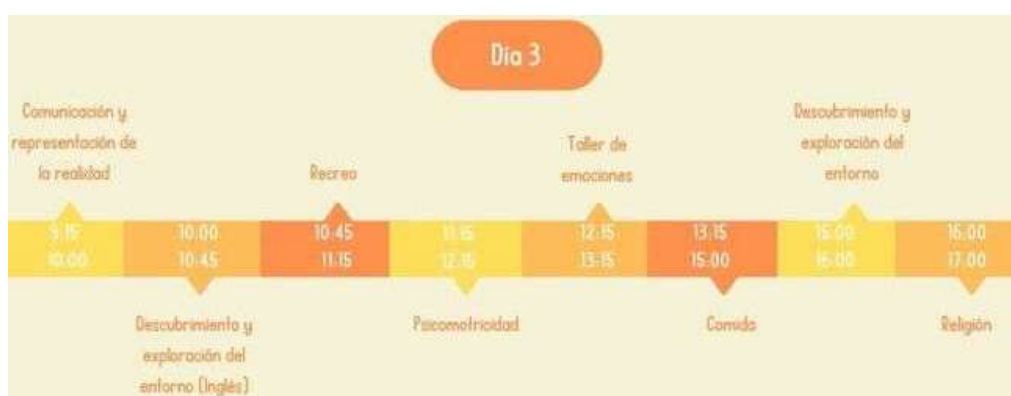 Día 3
Comunicación y
representación de
la realidad
Recreo
Taller de
emociones
Descubrimiento y
exploración del
entorno
9.15
10.00
10.00
10.45
10.45
11.15
11.15
12.15
12.15
13.15
13.15
15.00
15.00
16.00
16.00
17.00
Descubrimiento y
exploración del
entorno (Inglés)
Psicomotricidad
Comida
Religión